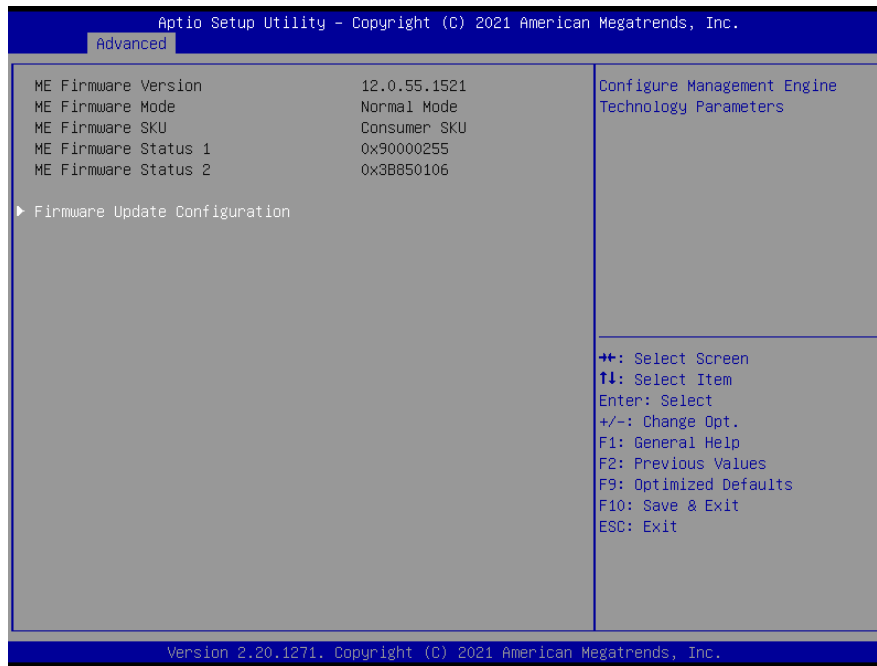 Aptio Setup Utility – Copyright (C) 2021 American Megatrends, Inc.
Advanced
ME Firmware Version 12.0.55.1521
ME Firmware Mode Normal Mode
ME Firmware SKU Consumer SKU
ME Firmware Status 1 0x90000255
ME Firmware Status 2 0x3B850106
▶ Firmware Update Configuration
Configure Management Engine
Technology Parameters
→←: Select Screen
↑↓: Select Item
Enter: Select
+/-: Change Opt.
F1: General Help
F2: Previous Values
F9: Optimized Defaults
F10: Save & Exit
ESC: Exit
Version 2.20.1271. Copyright (C) 2021 American Megatrends, Inc.